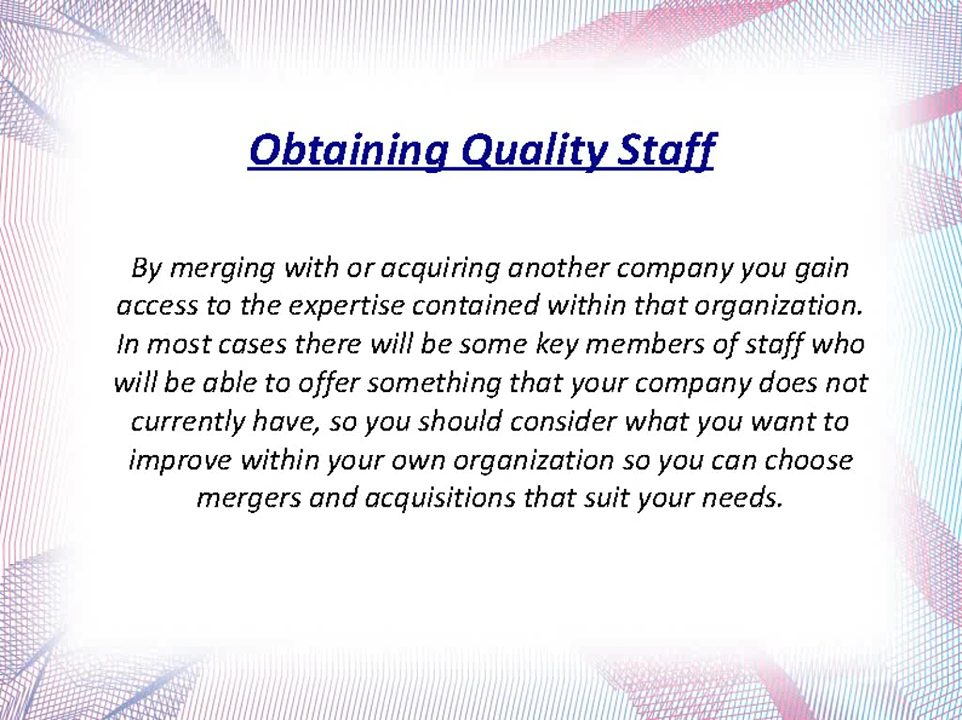 Obtaining Quality Staff
By merging with or acquiring another company you gain
access to the expertise contained within that organization.
In most cases there will be some key members of staff who
will be able to offer something that your company does not
currently have, so you should consider what you want to
improve within your own organization so you can choose
mergers and acquisitions that suit your needs.